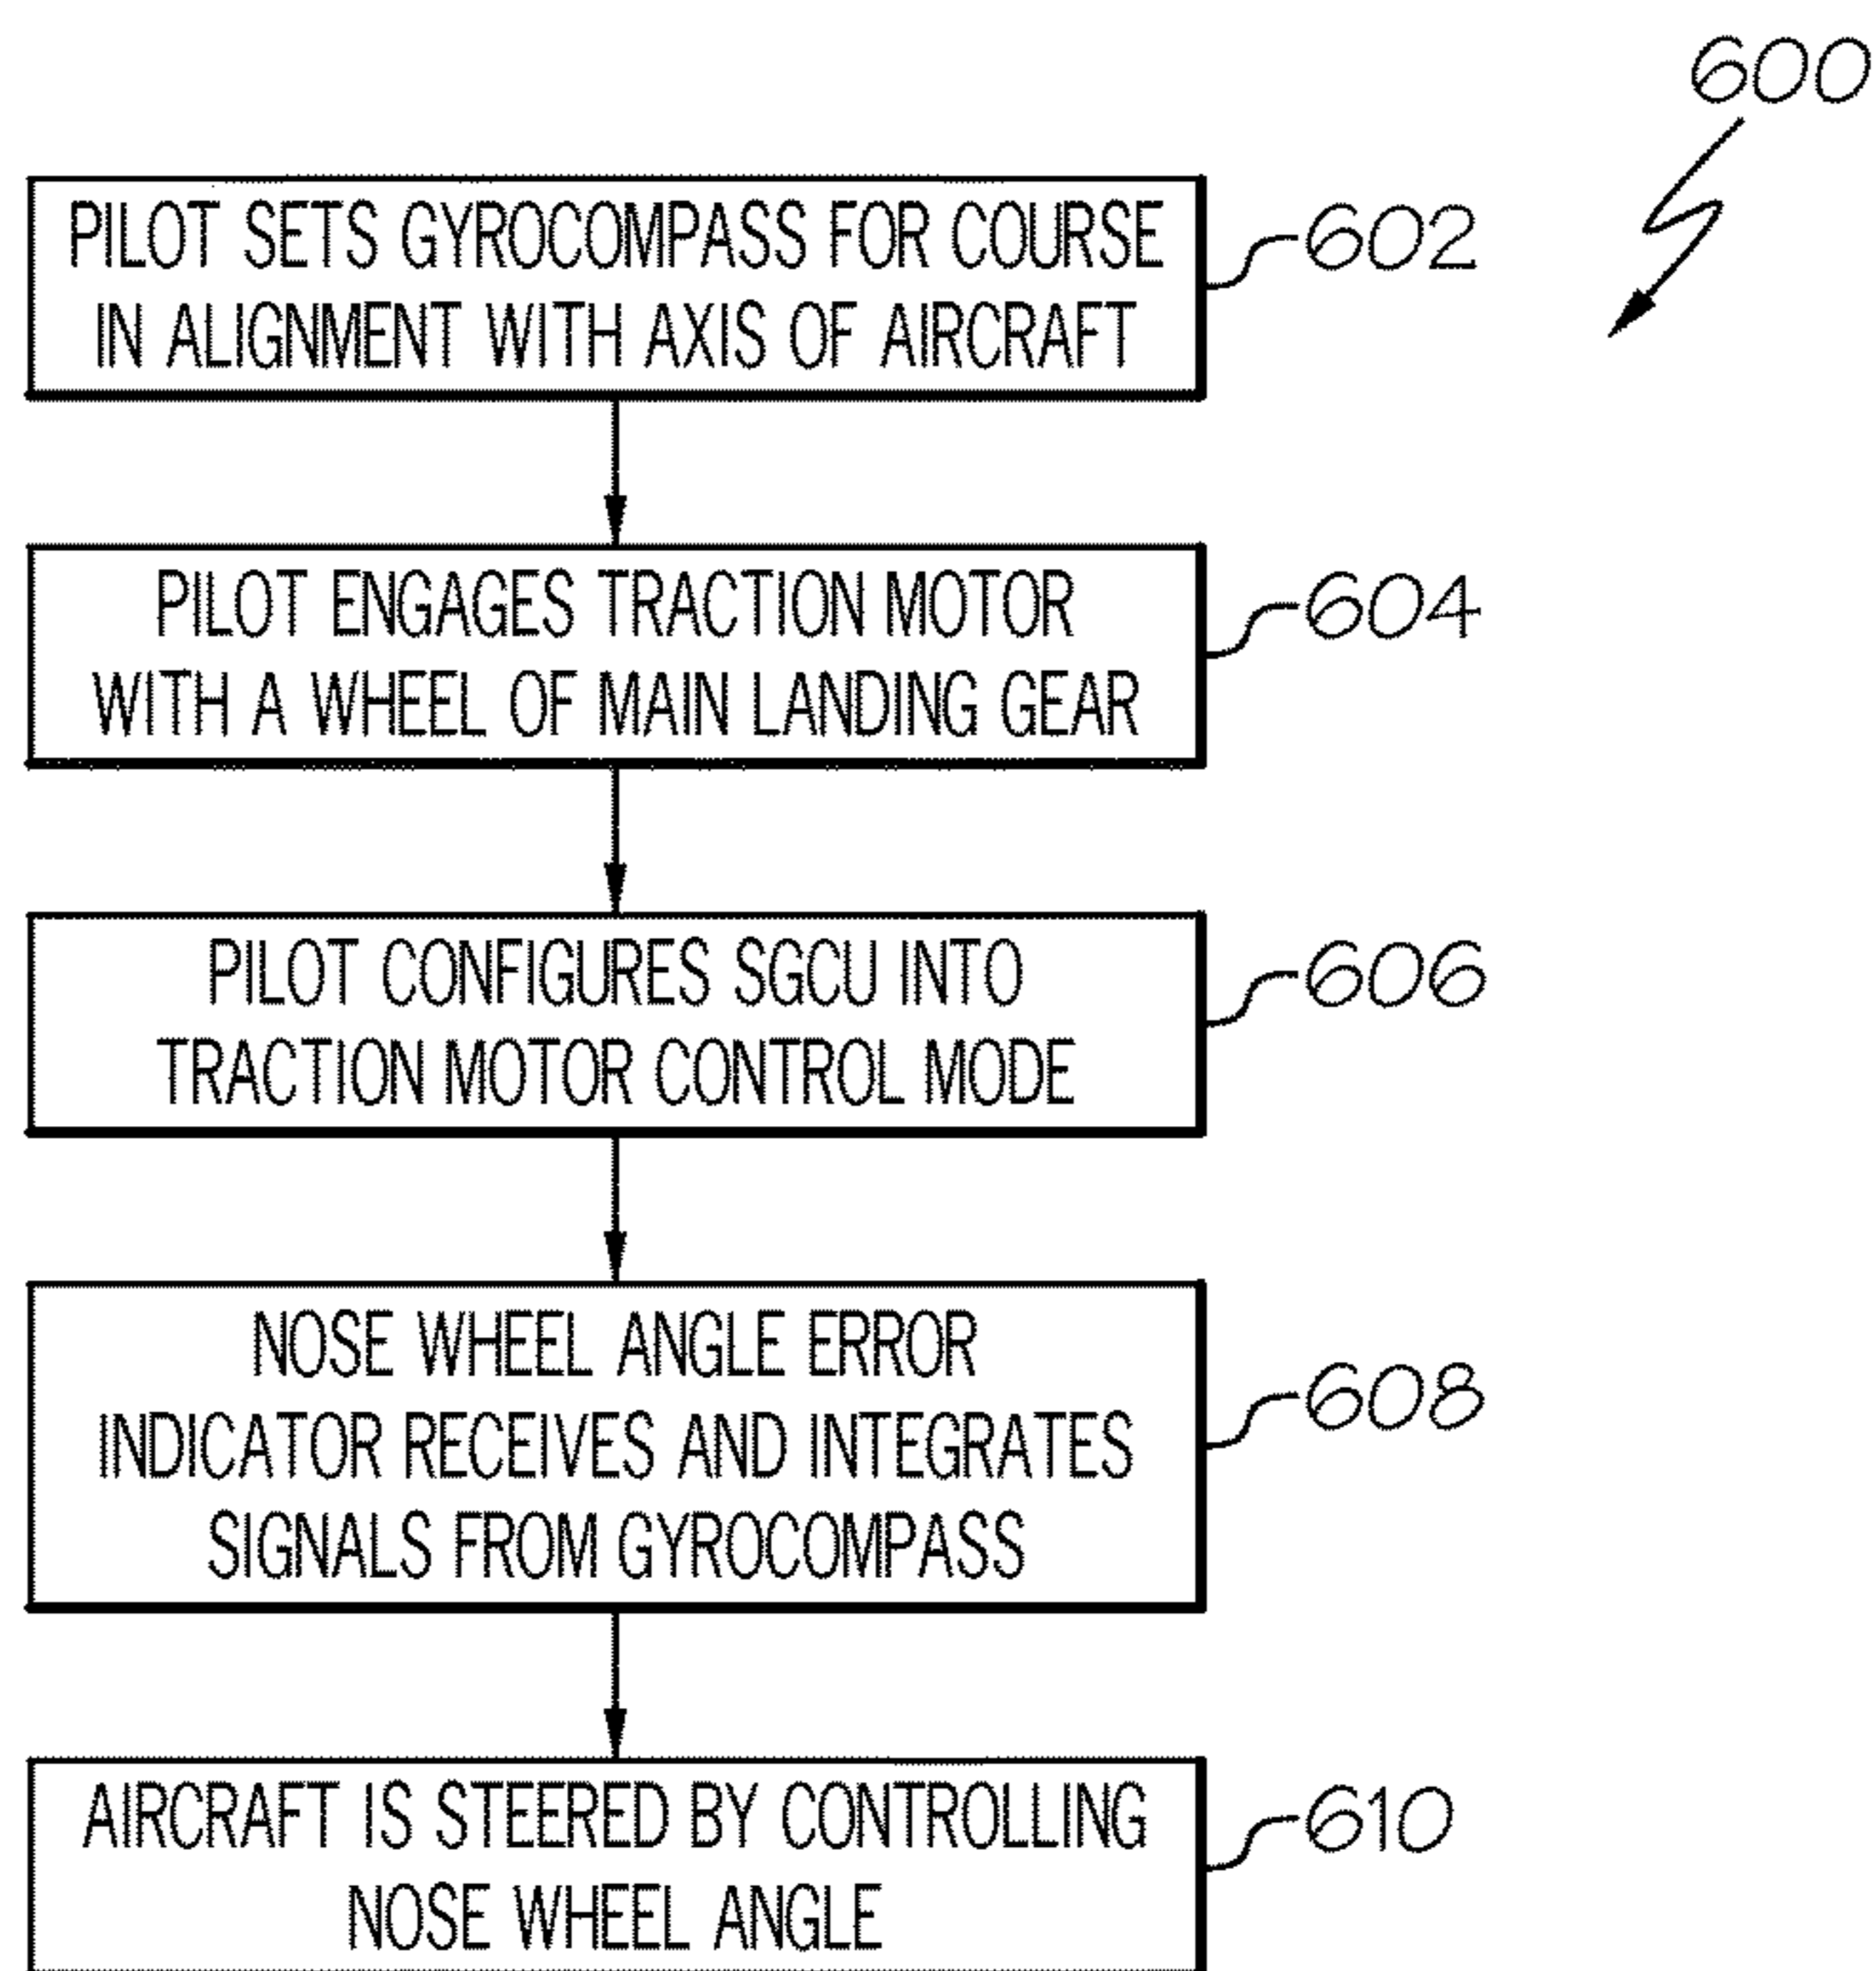 600
PILOT SETS GYROCOMPASS FOR COURSE
IN ALIGNMENT WITH AXIS OF AIRCRAFT
602
PILOT ENGAGES TRACTION MOTOR
WITH A WHEEL OF MAIN LANDING GEAR
604
PILOT CONFIGURES SGCU INTO
TRACTION MOTOR CONTROL MODE
606
NOSE WHEEL ANGLE ERROR
INDICATOR RECEIVES AND INTEGRATES
SIGNALS FROM GYROCOMPASS
608
AIRCRAFT IS STEERED BY CONTROLLING
NOSE WHEEL ANGLE
610